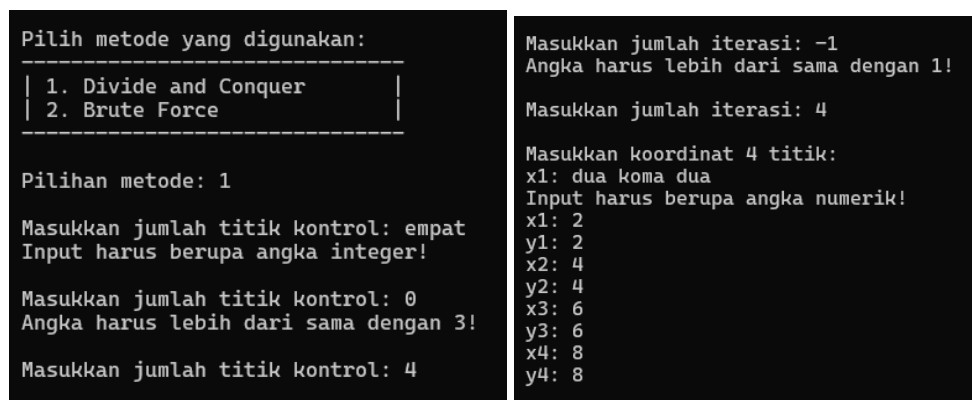 Pilih metode yang digunakan:
-------------------------------
| 1. Divide and Conquer       |
| 2. Brute Force              |
-------------------------------
Pilihan metode: 1
Masukkan jumlah titik kontrol: empat
Input harus berupa angka integer!
Masukkan jumlah titik kontrol: 0
Angka harus lebih dari sama dengan 3!
Masukkan jumlah titik kontrol: 4
Masukkan jumlah iterasi: -1
Angka harus lebih dari sama dengan 1!
Masukkan jumlah iterasi: 4
Masukkan koordinat 4 titik:
x1: dua koma dua
Input harus berupa angka numerik!
x1: 2
y1: 2
x2: 4
y2: 4
x3: 6
y3: 6
x4: 8
y4: 8